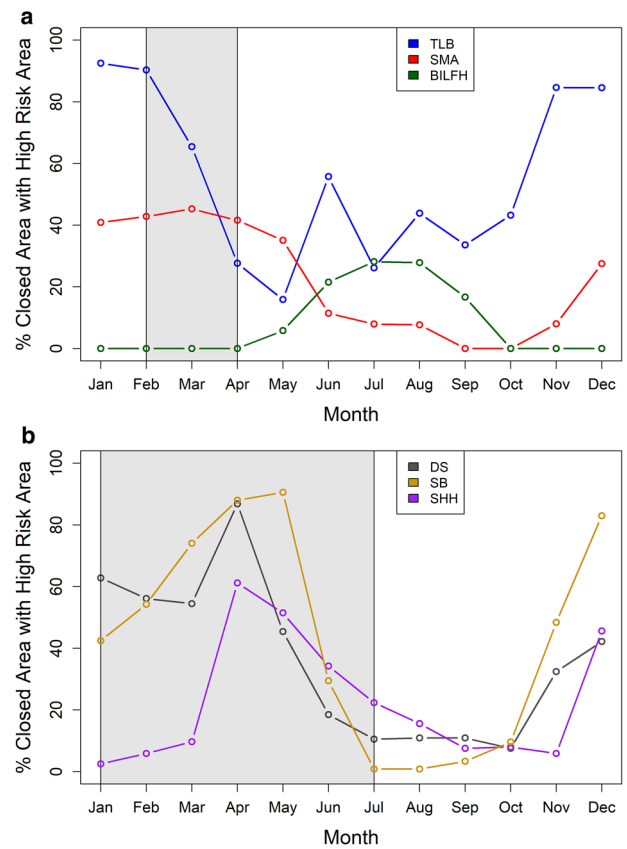 a
% Closed Area with High Risk Area
100
80
60
40
20
0
TLB
SMA
BILFH
Jan Feb Mar Apr May Jun Jul Aug Sep Oct Nov Dec
Month
b
% Closed Area with High Risk Area
100
80
60
40
20
0
DS
SB
SHH
Jan Feb Mar Apr May Jun Jul Aug Sep Oct Nov Dec
Month